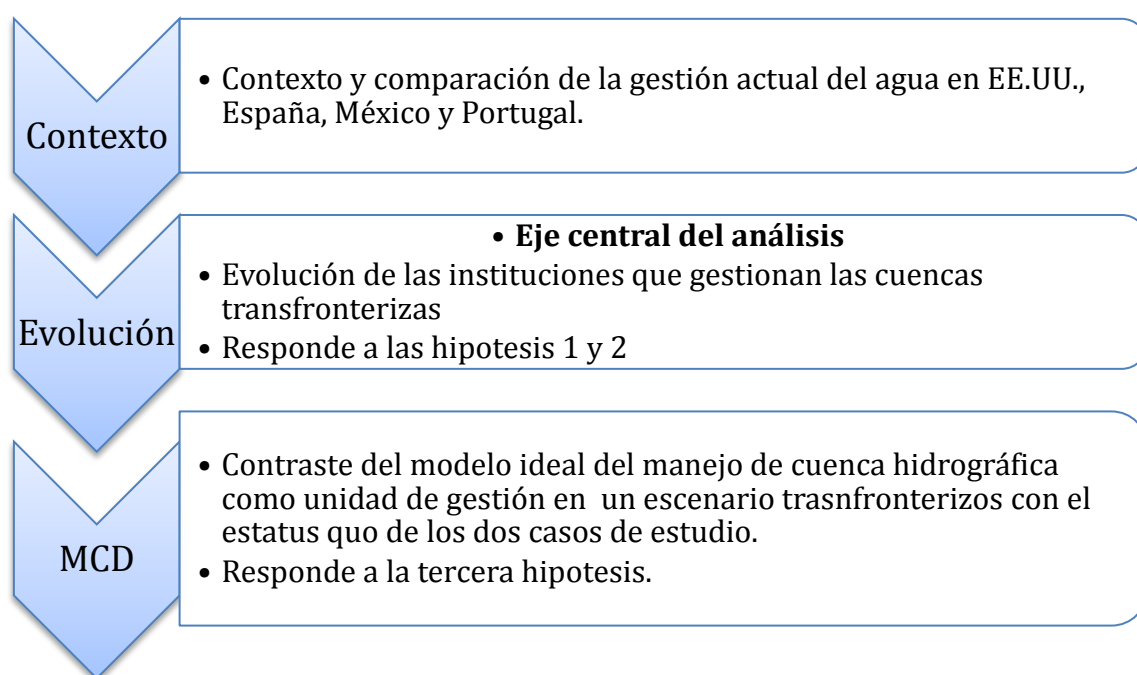 Contexto
• Contexto y comparación de la gestión actual del agua en EE.UU.,
España, México y Portugal.
Evolución
• Eje central del análisis
• Evolución de las instituciones que gestionan las cuencas
transfronterizas
• Responde a las hipotesis 1 y 2
MCD
• Contraste del modelo ideal del manejo de cuenca hidrográfica
como unidad de gestión en un escenario trasnfronterizos con el
estatus quo de los dos casos de estudio.
• Responde a la tercera hipotesis.